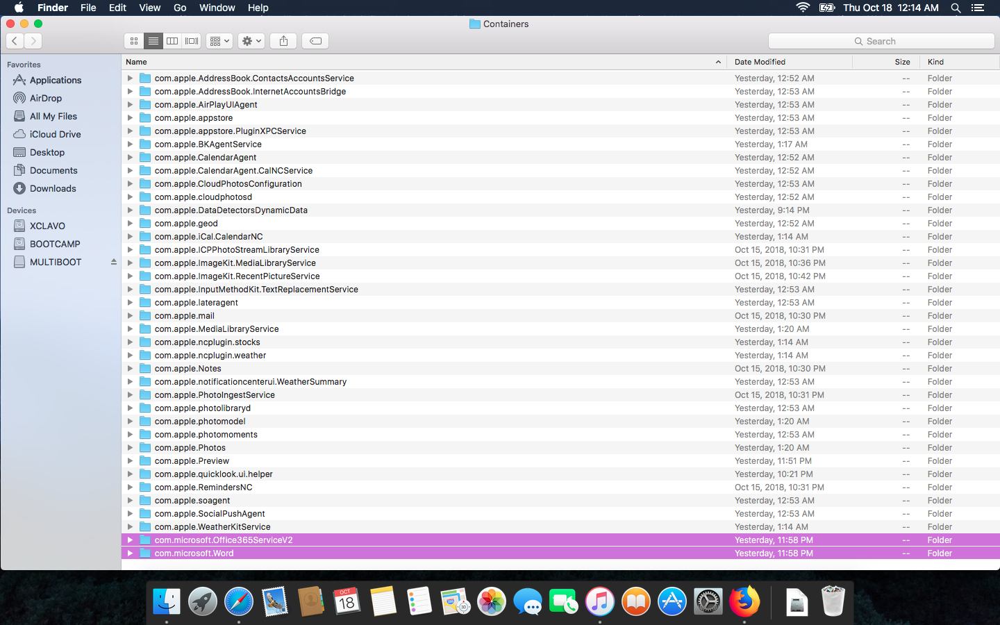 Finder File Edit View Go Window Help Thu Oct 18 12:14 AM
Containers
Search
Favorites
Applications
AirDrop
All My Files
iCloud Drive
Desktop
Documents
Downloads
Devices
XCLAVO
BOOTCAMP
MULTIBOOT
Name Date Modified Size Kind
com.apple.AddressBook.ContactsAccountsService Yesterday, 12:52 AM -- Folder
com.apple.AddressBook.InternetAccountsBridge Yesterday, 12:53 AM -- Folder
com.apple.AirPlayUIAgent Yesterday, 12:53 AM -- Folder
com.apple.appstore Yesterday, 12:53 AM -- Folder
com.apple.appstore.PluginXPCService Yesterday, 12:53 AM -- Folder
com.apple.BKAgentService Yesterday, 1:17 AM -- Folder
com.apple.CalendarAgent Yesterday, 12:52 AM -- Folder
com.apple.CalendarAgent.CalNCService Yesterday, 12:52 AM -- Folder
com.apple.CloudPhotosConfiguration Yesterday, 12:53 AM -- Folder
com.apple.cloudphotosd Yesterday, 12:52 AM -- Folder
com.apple.DataDetectorsDynamicData Yesterday, 9:14 PM -- Folder
com.apple.geod Yesterday, 12:52 AM -- Folder
com.apple.iCal.CalendarNC Yesterday, 1:14 AM -- Folder
com.apple.ICPPhotoStreamLibraryService Oct 15, 2018, 10:31 PM -- Folder
com.apple.ImageKit.MediaLibraryService Oct 15, 2018, 10:36 PM -- Folder
com.apple.ImageKit.RecentPictureService Oct 15, 2018, 10:42 PM -- Folder
com.apple.InputMethodKit.TextReplacementService Yesterday, 12:53 AM -- Folder
com.apple.lateragent Yesterday, 12:53 AM -- Folder
com.apple.mail Oct 15, 2018, 10:30 PM -- Folder
com.apple.MediaLibraryService Yesterday, 1:20 AM -- Folder
com.apple.ncplugin.stocks Yesterday, 1:14 AM -- Folder
com.apple.ncplugin.weather Yesterday, 1:14 AM -- Folder
com.apple.Notes Oct 15, 2018, 10:30 PM -- Folder
com.apple.notificationcenterui.WeatherSummary Yesterday, 12:53 AM -- Folder
com.apple.PhotoIngestService Oct 15, 2018, 10:31 PM -- Folder
com.apple.photolibraryd Yesterday, 12:53 AM -- Folder
com.apple.photomodel Yesterday, 1:20 AM -- Folder
com.apple.photomoments Yesterday, 12:53 AM -- Folder
com.apple.Photos Yesterday, 1:20 AM -- Folder
com.apple.Preview Yesterday, 11:51 PM -- Folder
com.apple.quicklook.ui.helper Yesterday, 10:21 PM -- Folder
com.apple.RemindersNC Oct 15, 2018, 10:31 PM -- Folder
com.apple.soagent Yesterday, 12:53 AM -- Folder
com.apple.SocialPushAgent Yesterday, 12:53 AM -- Folder
com.apple.WeatherKitService Yesterday, 1:14 AM -- Folder
com.microsoft.Office365ServiceV2 Yesterday, 11:58 PM -- Folder
com.microsoft.Word Yesterday, 11:58 PM -- Folder
OCT
18